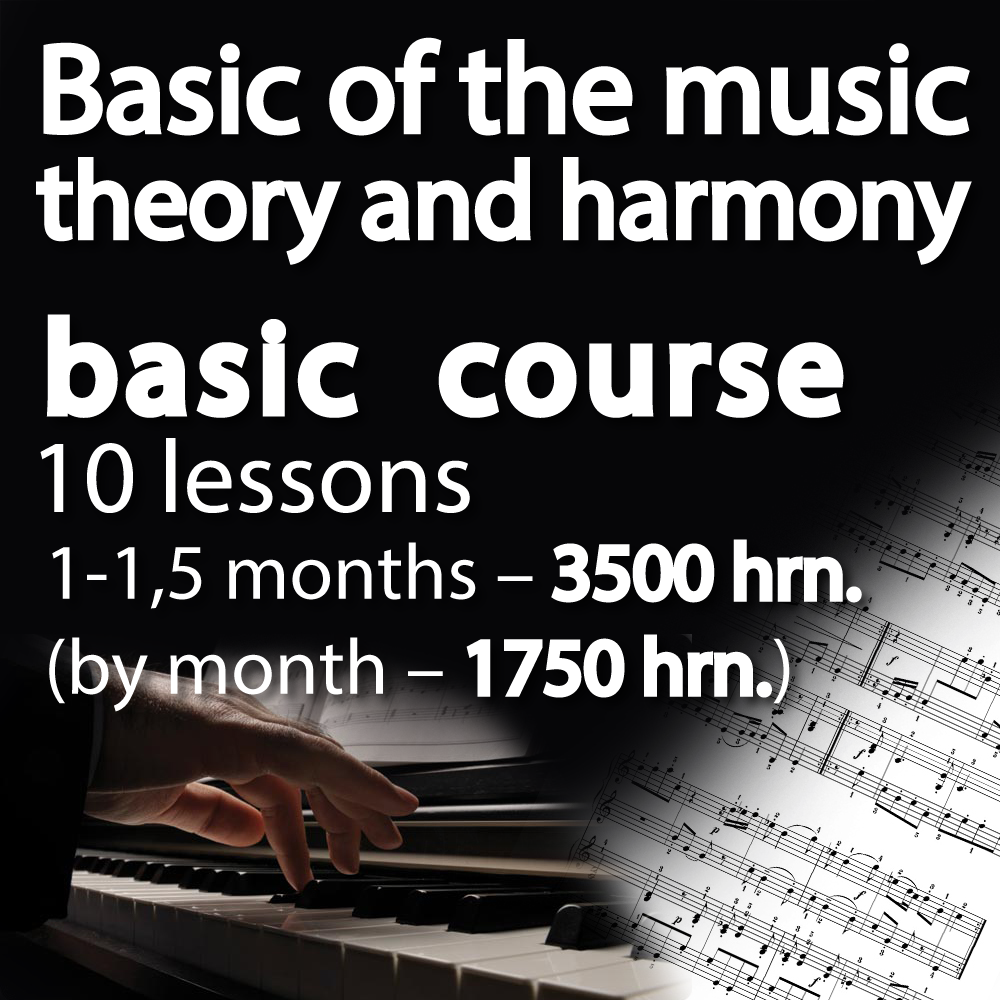 Basic of the music
theory and harmony
basic course
10 lessons
1-1,5 months – 3500 hrn.
(by month – 1750 hrn.)